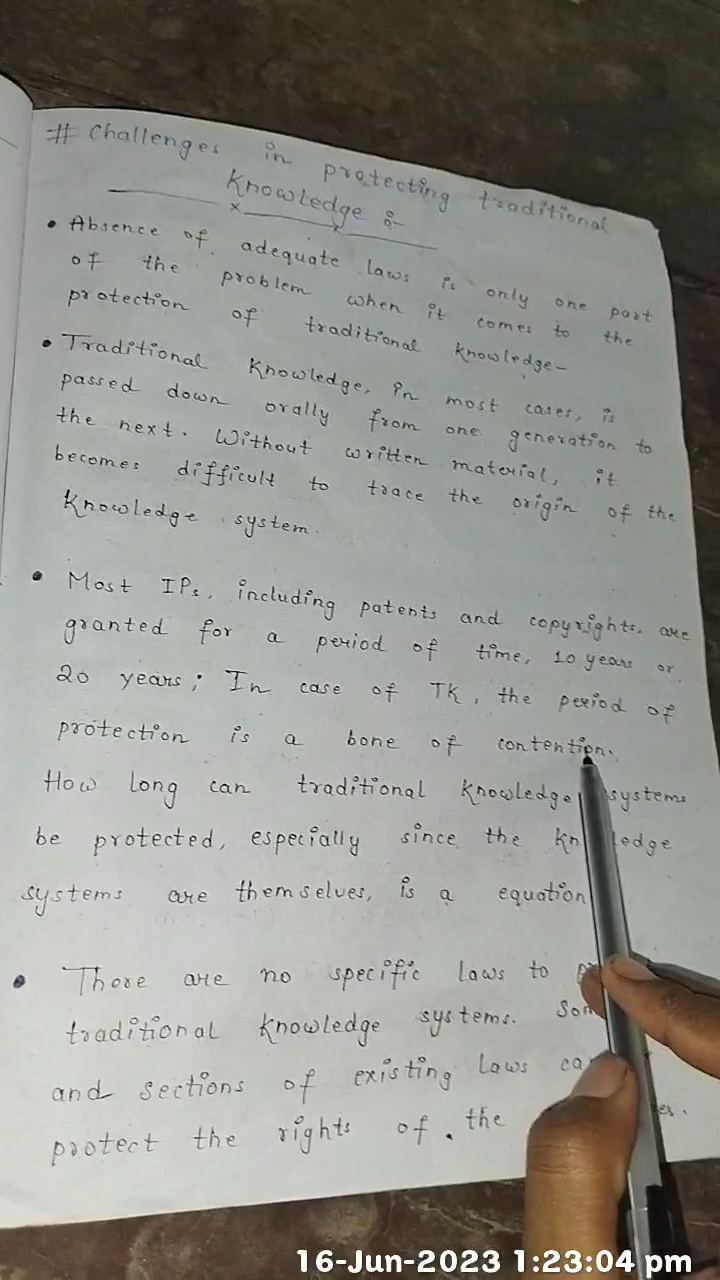 # Challenges in protecting traditional
Knowledge :-
• Absence of adequate laws is only one part
of the problem when it comes to the
protection of traditional knowledge-
• Traditional Knowledge, in most cases, is
passed down orally from one generation to
the next. Without written material, it
becomes difficult to trace the origin of the
Knowledge system.
• Most IPs, including patents and copyrights, are
granted for a period of time, 10 years or
20 years; In case of TK, the period of
protection is a bone of contention.
How long can traditional Knowledge systems
be protected, especially since the
systems are themselves, is a equation
• There are no specific laws to
traditional Knowledge systems.
and sections of existing laws
protect the rights of the
16-Jun-2023 1:23:04 pm